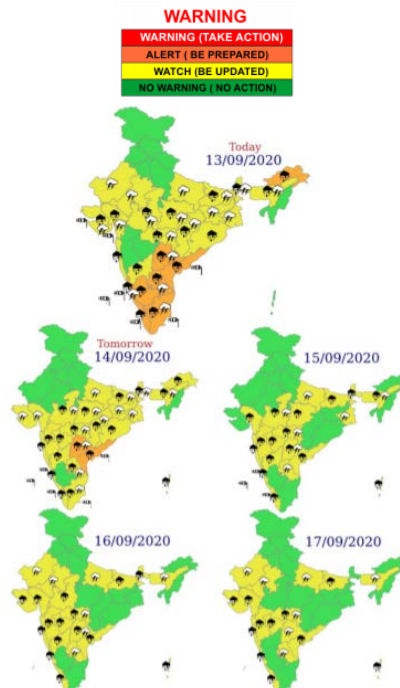 WARNING
WARNING (TAKE ACTION)
ALERT ( BE PREPARED)
WATCH (BE UPDATED)
NO WARNING ( NO ACTION)
Today
13/09/2020
Tomorrow
14/09/2020
15/09/2020
16/09/2020
17/09/2020